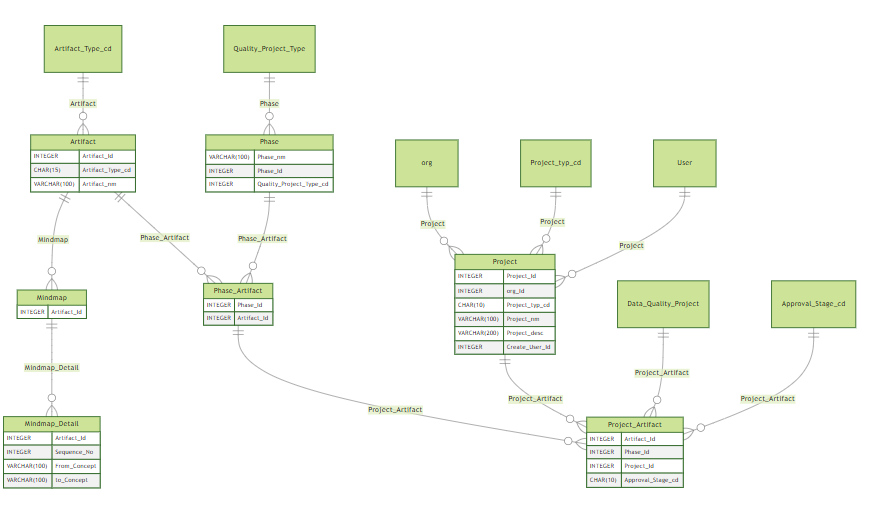 Artifact_Type_cd
Quality_Project_Type
Artifact
Phase
Artifact
INTEGER Artifact_Id
CHAR(15) Artifact_Type_cd
VARCHAR(100) Artifact_nm
Phase
VARCHAR(100) Phase_nm
INTEGER Phase_Id
INTEGER Quality_Project_Type_cd
org
Project_typ_cd
User
Mindmap
Phase_Artifact
Phase_Artifact
Project
Project
Project
Mindmap
INTEGER Artifact_Id
Phase_Artifact
INTEGER Phase_Id
INTEGER Artifact_Id
Project
INTEGER Project_Id
INTEGER org_Id
CHAR(10) Project_typ_cd
VARCHAR(100) Project_nm
VARCHAR(200) Project_desc
INTEGER Create_User_Id
Data_Quality_Project
Approval_Stage_cd
Mindmap_Detail
Project_Artifact
Project_Artifact
Project_Artifact
Project_Artifact
Mindmap_Detail
INTEGER Artifact_Id
INTEGER Sequence_No
VARCHAR(100) From_Concept
VARCHAR(100) to_Concept
Project_Artifact
INTEGER Artifact_Id
INTEGER Phase_Id
INTEGER Project_Id
CHAR(10) Approval_Stage_cd